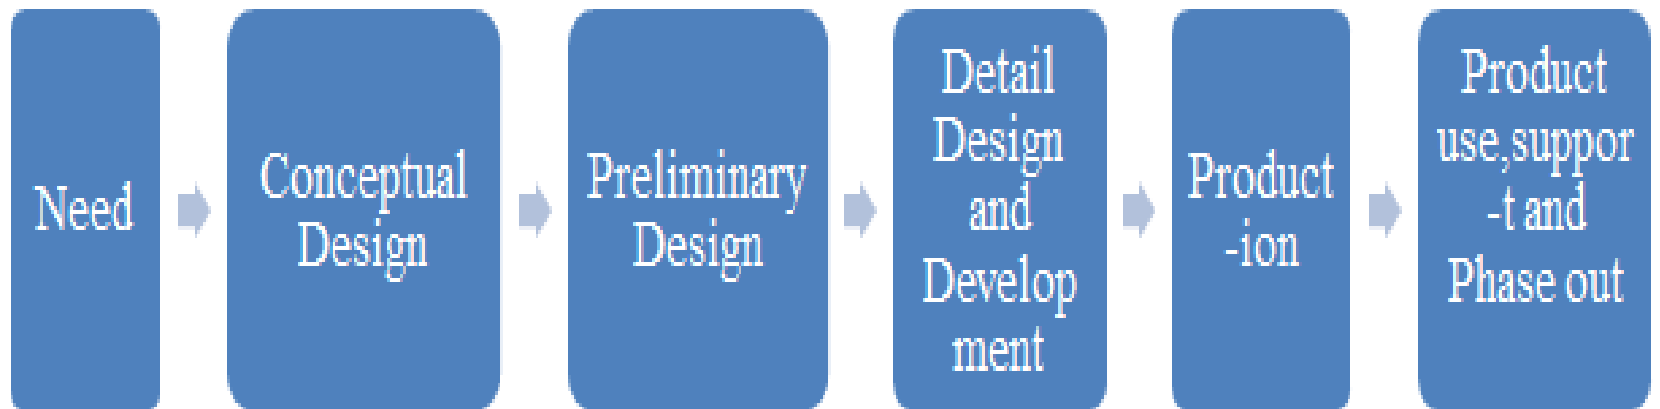 Need
Conceptual
Design
Preliminary
Design
Detail
Design
and
Develop
ment
Product
-ion
Product
use,suppor
-t and
Phase out